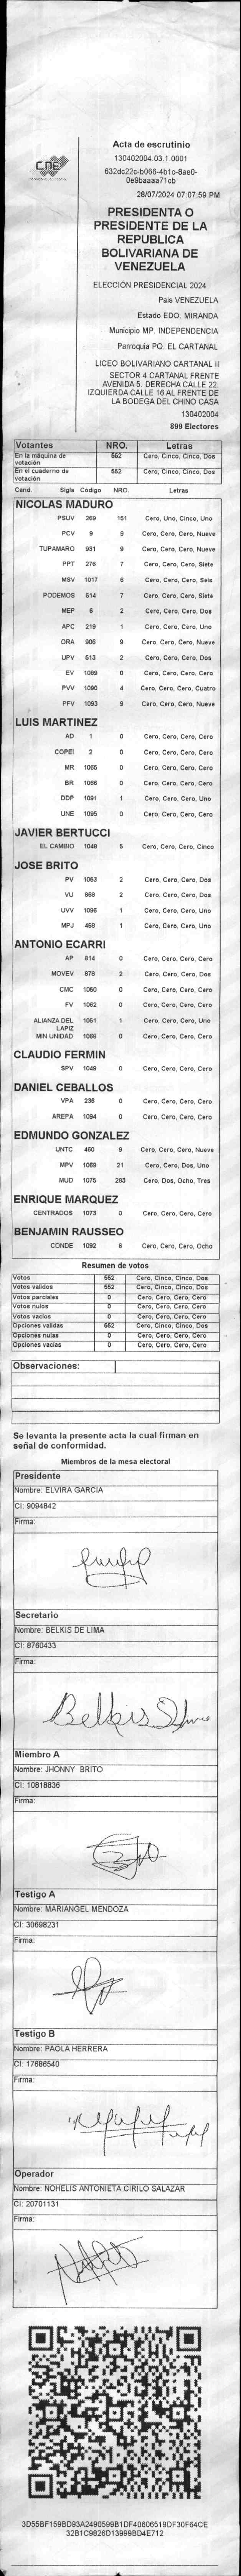 CNE
Acta de escrutinio
130402004.03.1.0001
632dc22c-b066-4b1c-8ae0-
0e9baaaa71cb
28/07/2024 07:07:59 PM
PRESIDENTA O
PRESIDENTE DE LA
REPUBLICA
BOLIVARIANA DE
VENEZUELA
ELECCIÓN PRESIDENCIAL 2024
Pais VENEZUELA
Estado EDO. MIRANDA
Municipio MP. INDEPENDENCIA
Parroquia PQ. EL CARTANAL
LICEO BOLIVARIANO CARTANAL II
SECTOR 4 CARTANAL FRENTE
AVENIDA 5. DERECHA CALLE 22.
IZQUIERDA CALLE 16 AL FRENTE DE
LA BODEGA DEL CHINO CASA
130402004
899 Electores
Votantes NRO. Letras
En la máquina de votación 552 Cero, Cinco, Cinco, Dos
En el cuaderno de votación 552 Cero, Cinco, Cinco, Dos
Cand. Sigla Código NRO. Letras
NICOLAS MADURO
PSUV 269 151 Cero, Uno, Cinco, Uno
PCV 9 9 Cero, Cero, Cero, Nueve
TUPAMARO 931 9 Cero, Cero, Cero, Nueve
PPT 276 7 Cero, Cero, Cero, Siete
MSV 1017 6 Cero, Cero, Cero, Seis
PODEMOS 514 7 Cero, Cero, Cero, Siete
MEP 6 2 Cero, Cero, Cero, Dos
APC 219 1 Cero, Cero, Cero, Uno
ORA 906 9 Cero, Cero, Cero, Nueve
UPV 513 2 Cero, Cero, Cero, Dos
EV 1089 0 Cero, Cero, Cero, Cero
PVV 1090 4 Cero, Cero, Cero, Cuatro
PFV 1093 9 Cero, Cero, Cero, Nueve
LUIS MARTINEZ
AD 1 0 Cero, Cero, Cero, Cero
COPEI 2 0 Cero, Cero, Cero, Cero
MR 1065 0 Cero, Cero, Cero, Cero
BR 1066 0 Cero, Cero, Cero, Cero
DDP 1091 1 Cero, Cero, Cero, Uno
UNE 1095 0 Cero, Cero, Cero, Cero
JAVIER BERTUCCI
EL CAMBIO 1048 5 Cero, Cero, Cero, Cinco
JOSE BRITO
PV 1053 2 Cero, Cero, Cero, Dos
VU 868 2 Cero, Cero, Cero, Dos
UVV 1096 1 Cero, Cero, Cero, Uno
MPJ 458 1 Cero, Cero, Cero, Uno
ANTONIO ECARRI
AP 814 0 Cero, Cero, Cero, Cero
MOVEV 878 2 Cero, Cero, Cero, Dos
CMC 1050 0 Cero, Cero, Cero, Cero
FV 1062 0 Cero, Cero, Cero, Cero
ALIANZA DEL LAPIZ 1051 1 Cero, Cero, Cero, Uno
MIN UNIDAD 1088 0 Cero, Cero, Cero, Cero
CLAUDIO FERMIN
SPV 1049 0 Cero, Cero, Cero, Cero
DANIEL CEBALLOS
VPA 236 0 Cero, Cero, Cero, Cero
AREPA 1094 0 Cero, Cero, Cero, Cero
EDMUNDO GONZALEZ
UNTC 460 9 Cero, Cero, Cero, Nueve
MPV 1069 21 Cero, Cero, Dos, Uno
MUD 1075 283 Cero, Dos, Ocho, Tres
ENRIQUE MARQUEZ
CENTRADOS 1073 0 Cero, Cero, Cero, Cero
BENJAMIN RAUSSEO
CONDE 1092 8 Cero, Cero, Cero, Ocho
Resumen de votos
Votos 552 Cero, Cinco, Cinco, Dos
Votos validos 552 Cero, Cinco, Cinco, Dos
Votos parciales 0 Cero, Cero, Cero, Cero
Votos nulos 0 Cero, Cero, Cero, Cero
Votos vacios 0 Cero, Cero, Cero, Cero
Opciones validas 552 Cero, Cinco, Cinco, Dos
Opciones nulas 0 Cero, Cero, Cero, Cero
Opciones vacias 0 Cero, Cero, Cero, Cero
Observaciones:
Se levanta la presente acta la cual firman en
señal de conformidad.
Miembros de la mesa electoral
Presidente
Nombre: ELVIRA GARCIA
CI: 9094842
Firma:
Secretario
Nombre: BELKIS DE LIMA
CI: 8760433
Firma:
Belkis
Miembro A
Nombre: JHONNY BRITO
CI: 10818836
Firma:
Testigo A
Nombre: MARIANGEL MENDOZA
CI: 30698231
Firma:
Testigo B
Nombre: PAOLA HERRERA
CI: 17686540
Firma:
Operador
Nombre: NOHELIS ANTONIETA CIRILO SALAZAR
CI: 20701131
Firma:
3D55BF159BD93A2490599B1DF40606519DF30F64CE
32B1C9826D13999BD4E712